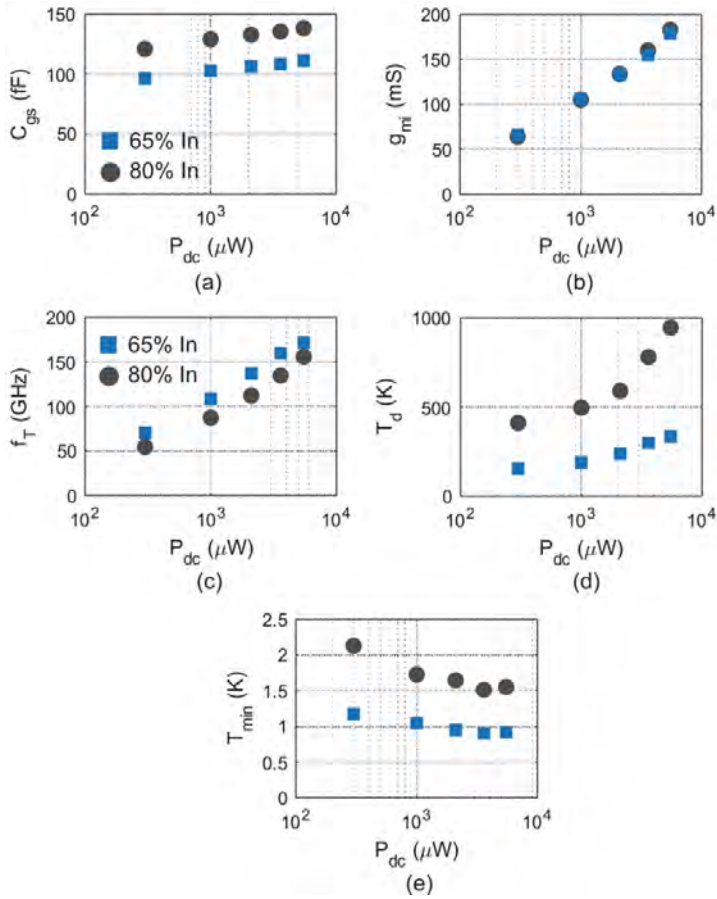 150
100
50
0
C_gs (fF)
65% In
80% In
10^2
10^3
10^4
P_dc (μW)
(a)
200
150
100
50
0
g_mi (mS)
10^2
10^3
10^4
P_dc (μW)
(b)
200
150
100
50
0
f_T (GHz)
65% In
80% In
10^2
10^3
10^4
P_dc (μW)
(c)
1000
500
0
T_d (K)
10^2
10^3
10^4
P_dc (μW)
(d)
2.5
2
1.5
1
0.5
0
T_min (K)
10^2
10^3
10^4
P_dc (μW)
(e)